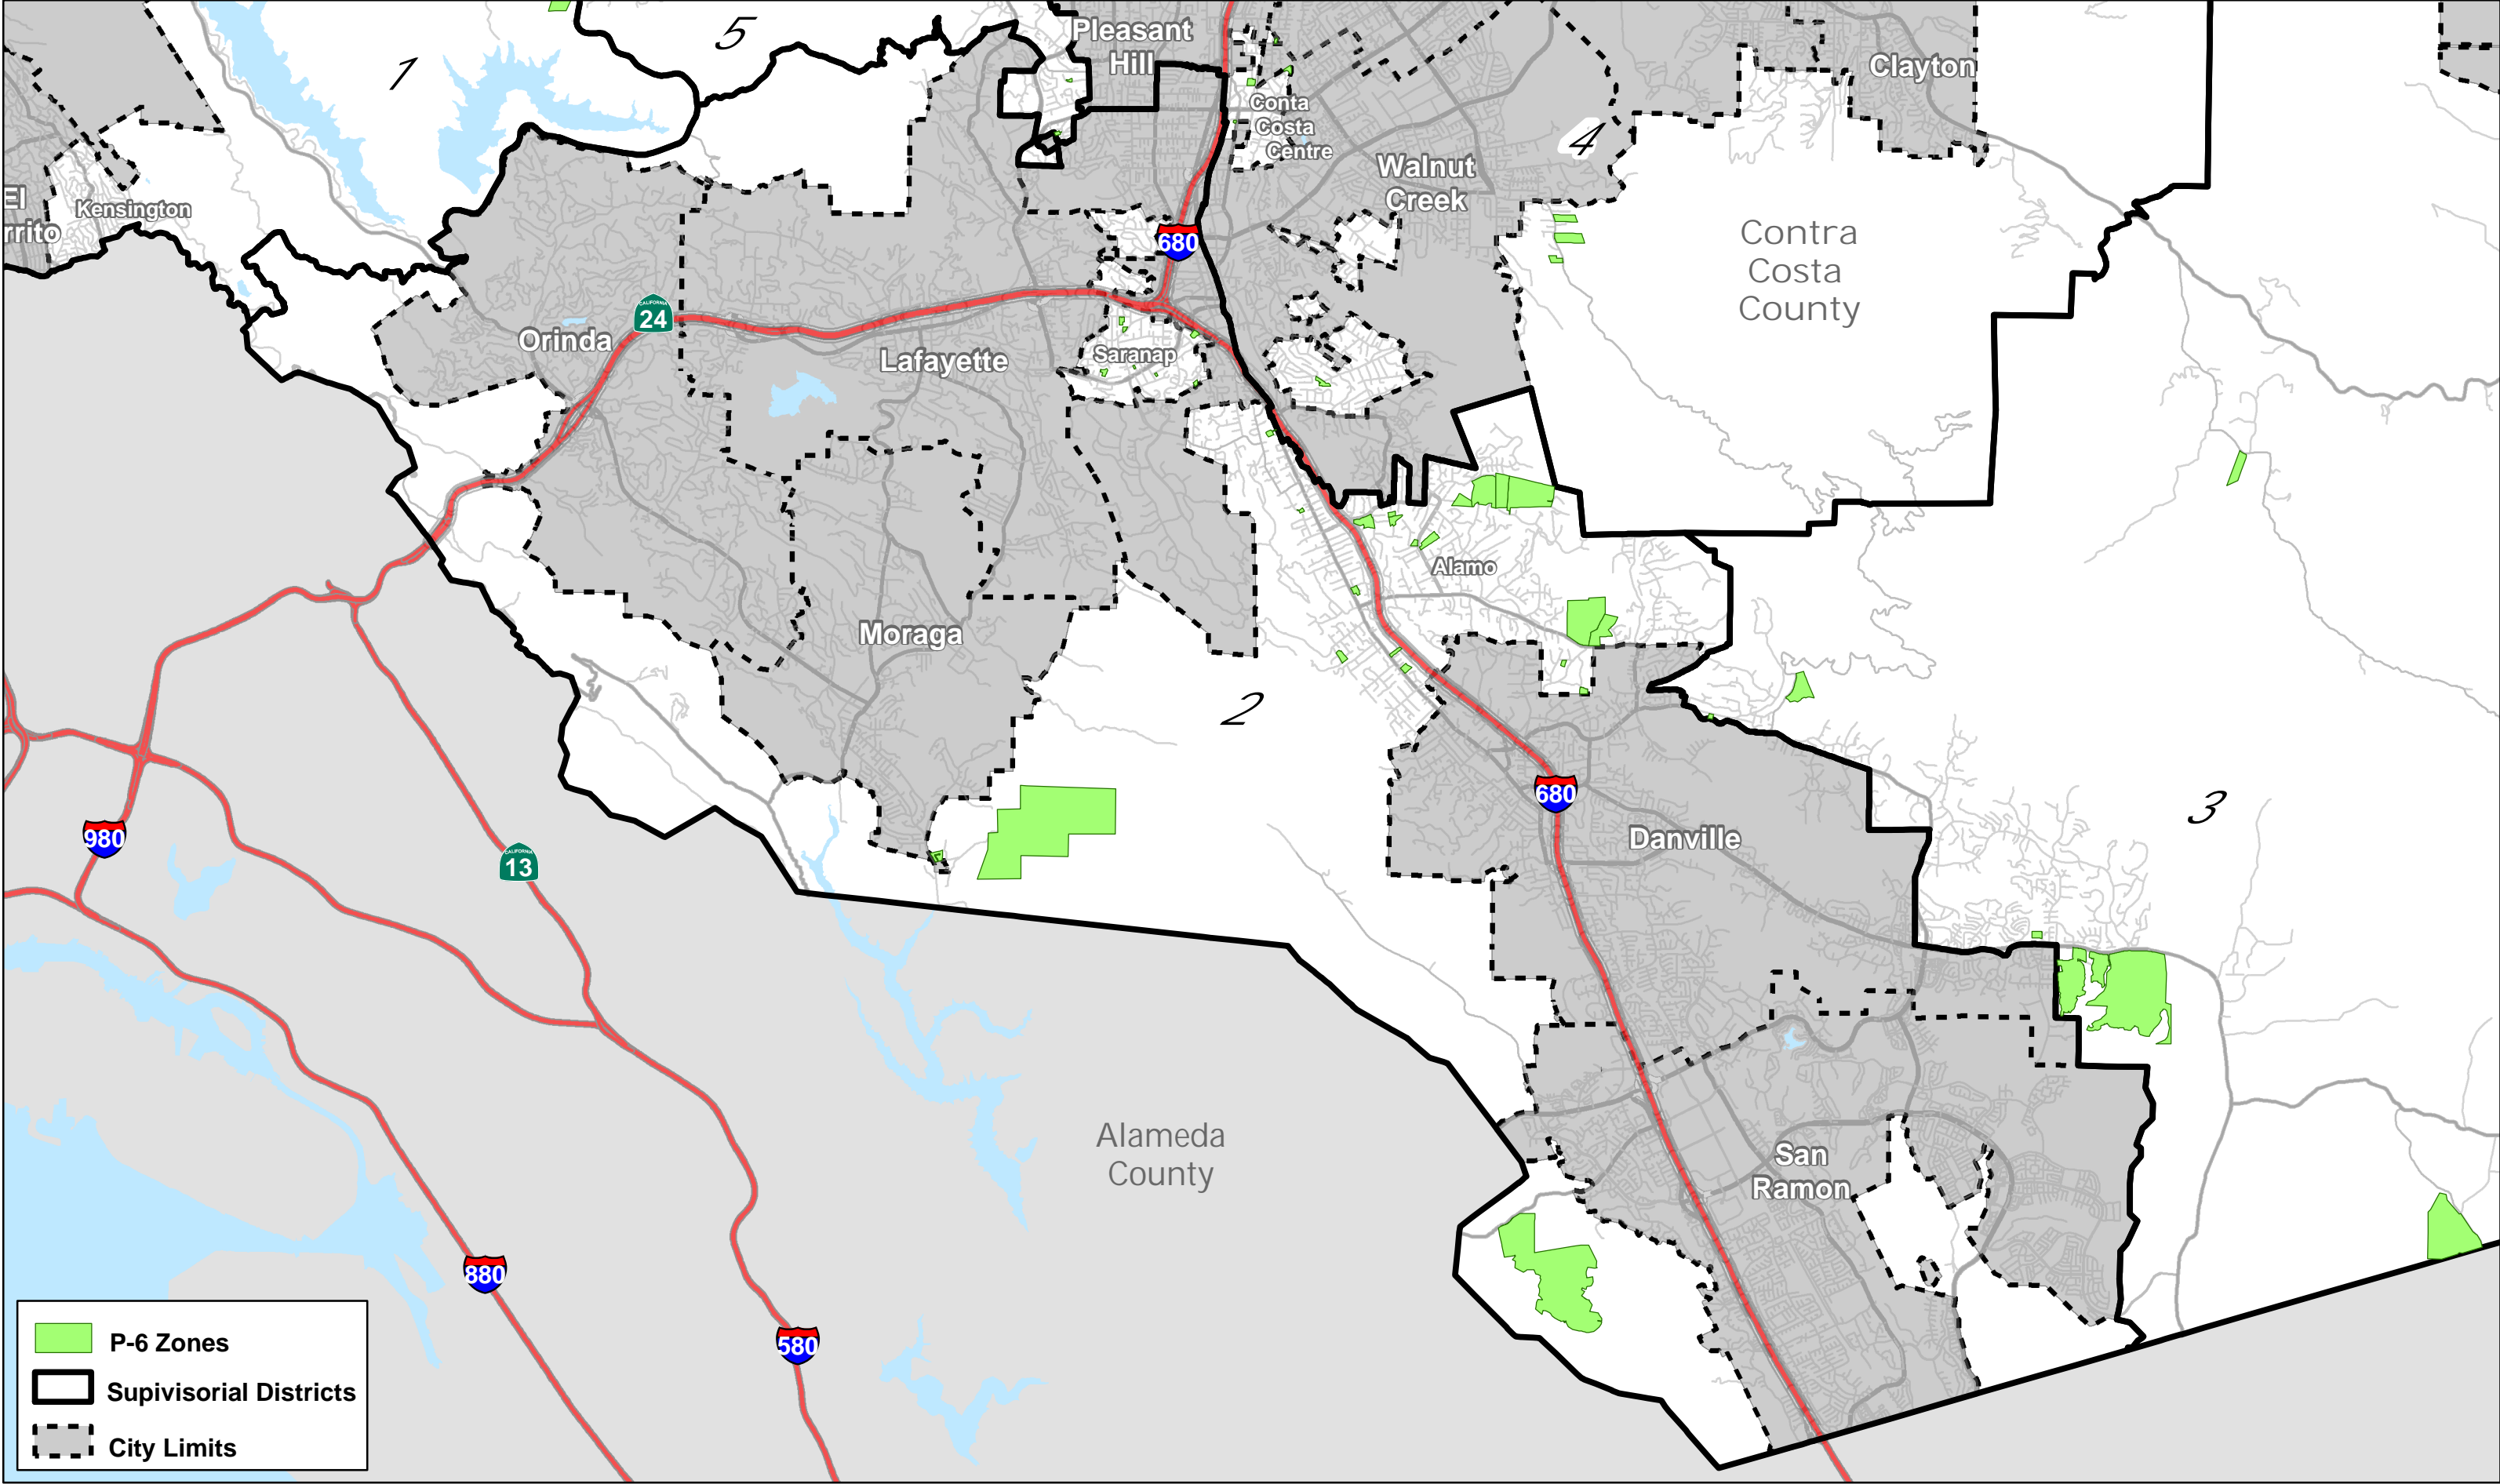 5
Pleasant
Hill
1
Clayton
Conta
Costa
Centre
4
Walnut
Creek
El
rrito
Kensington
Contra
Costa
County
680
CALIFORNIA
24
Orinda
Lafayette
Saranap
Alamo
Moraga
2
680
3
Danville
980
CALIFORNIA
13
Alameda
County
San
Ramon
880
580
P-6 Zones
Supivisorial Districts
City Limits